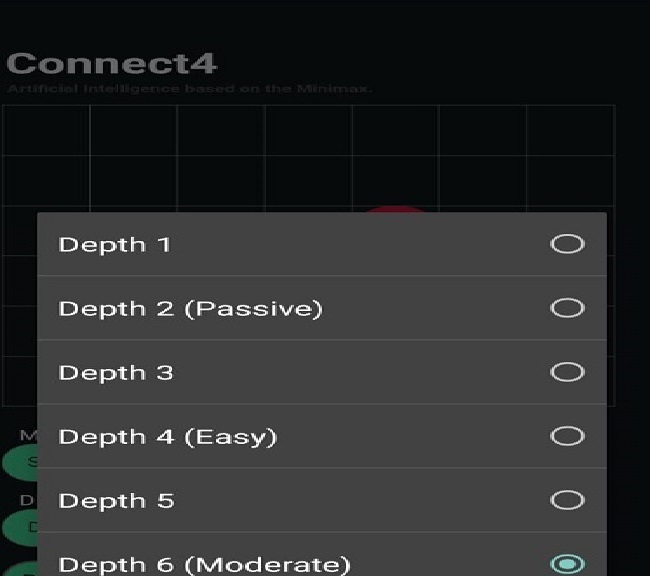 Connect4
Artificial Intelligence based on the Minimax.
Depth 1
Depth 2 (Passive)
Depth 3
Depth 4 (Easy)
Depth 5
Depth 6 (Moderate)